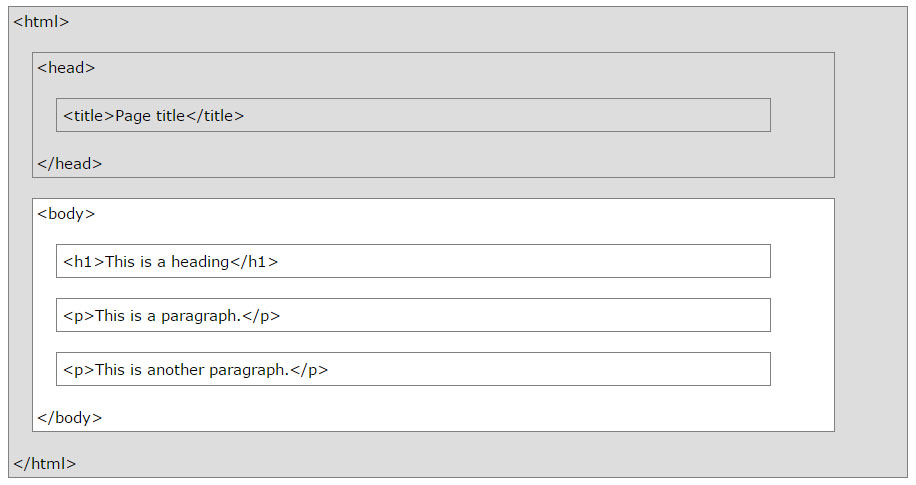 <html>
<head>
<title>Page title</title>
</head>
<body>
<h1>This is a heading</h1>
<p>This is a paragraph.</p>
<p>This is another paragraph.</p>
</body>
</html>